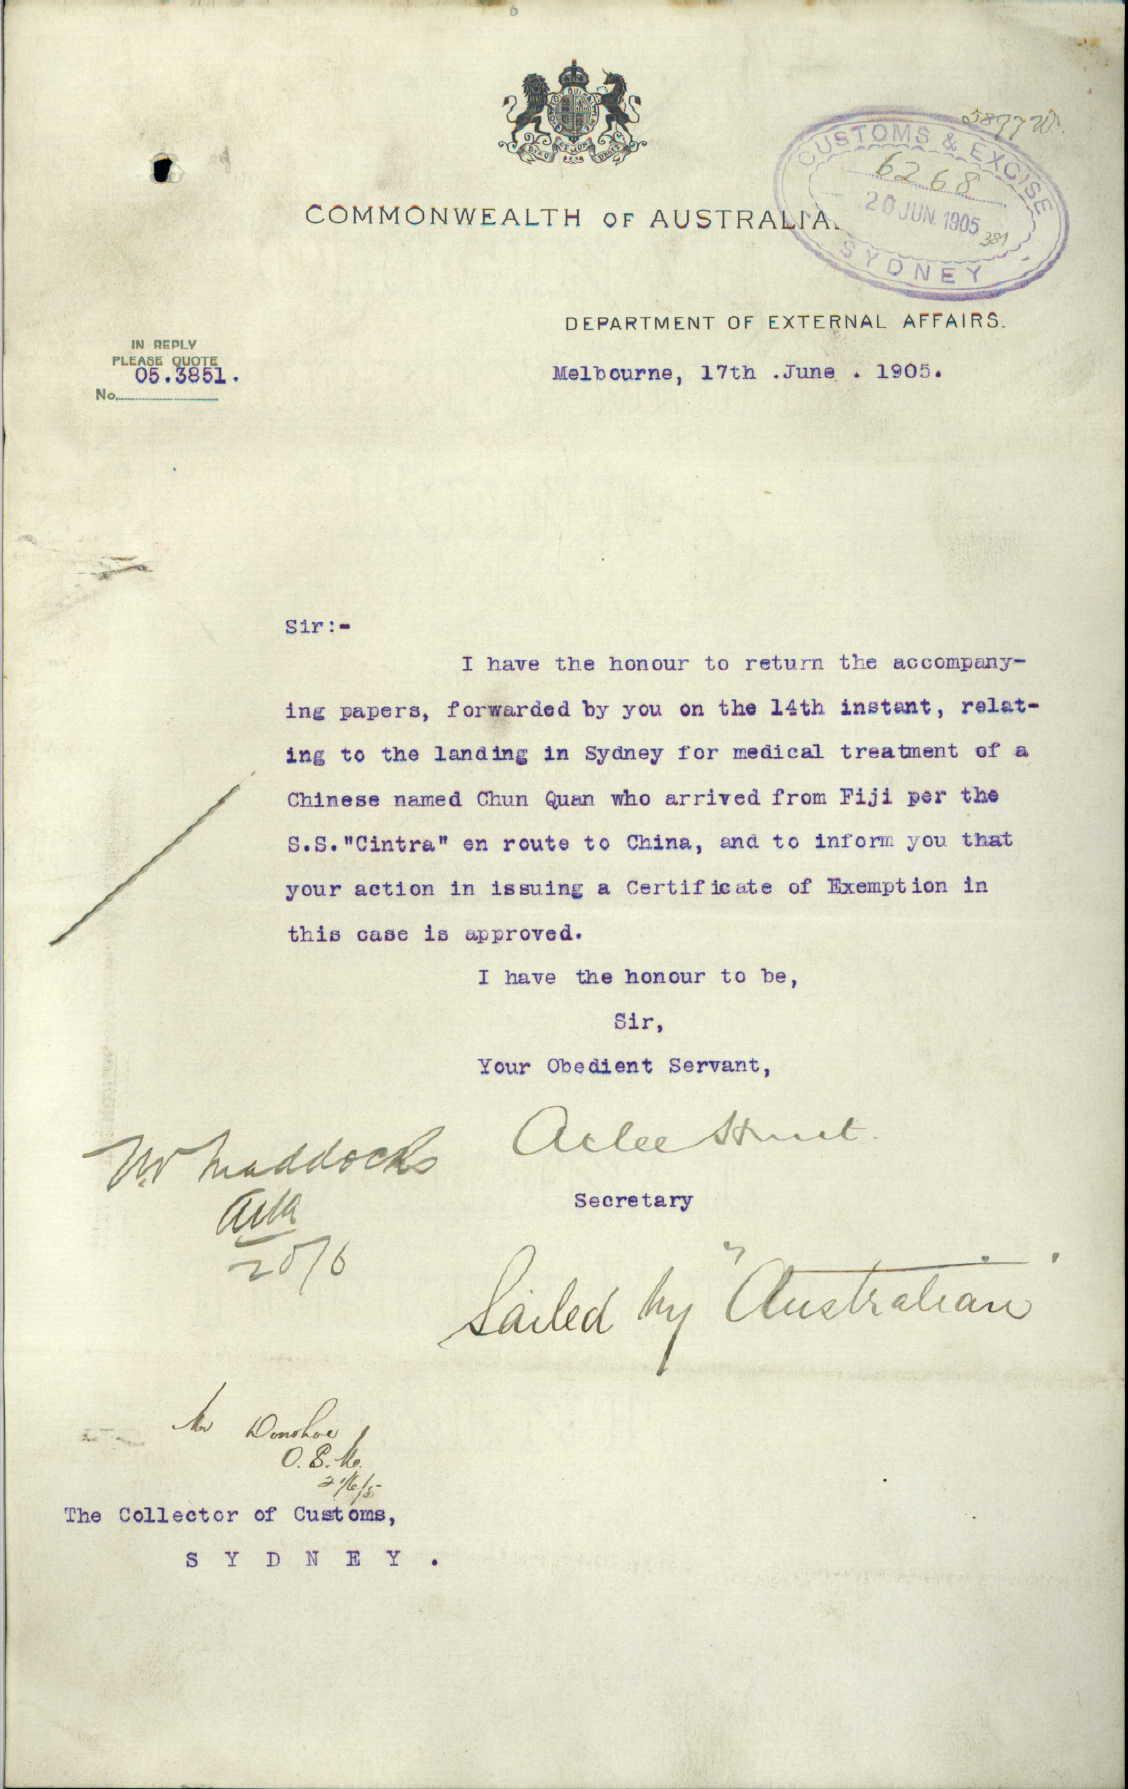 COMMONWEALTH OF AUSTRALIA.
CUSTOMS & EXCISE
6268
20 JUN. 1905
381
SYDNEY
DEPARTMENT OF EXTERNAL AFFAIRS.
IN REPLY
PLEASE QUOTE
No. 05.3851.
Melbourne, 17th .June . 1905.
Sir:-
I have the honour to return the accompany-
ing papers, forwarded by you on the 14th instant, relat-
ing to the landing in Sydney for medical treatment of a
Chinese named Chun Quan who arrived from Fiji per the
S.S."Cintra" en route to China, and to inform you that
your action in issuing a Certificate of Exemption in
this case is approved.
I have the honour to be,
Sir,
Your Obedient Servant,
Atlee Hunt.
Secretary
Mr Maddocks
20/6
Sailed by "Australian"
Mr Donohoe
The Collector of Customs,
S Y D N E Y .